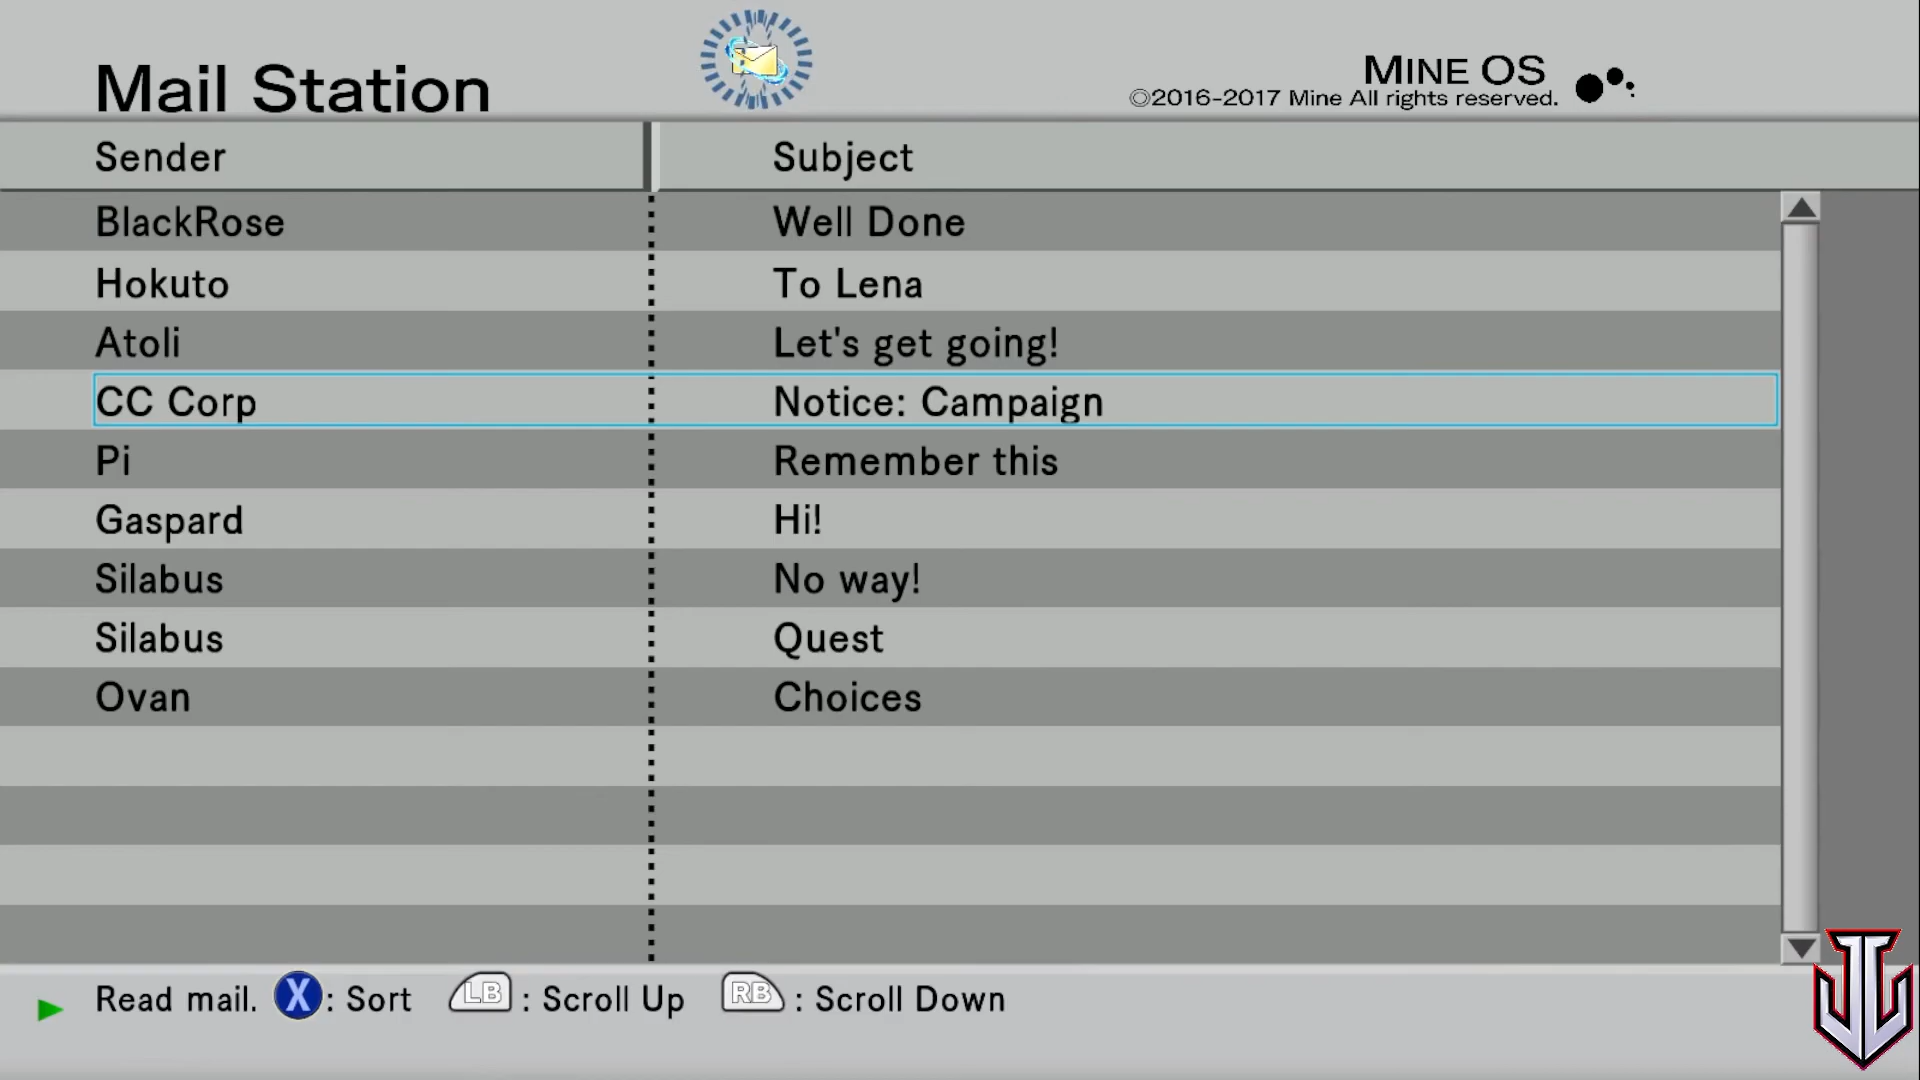 Mail Station
MINE OS
©2016-2017 Mine All rights reserved.
Sender Subject
BlackRose Well Done
Hokuto To Lena
Atoli Let's get going!
CC Corp Notice: Campaign
Pi Remember this
Gaspard Hi!
Silabus No way!
Silabus Quest
Ovan Choices
Read mail. X: Sort LB : Scroll Up RB : Scroll Down